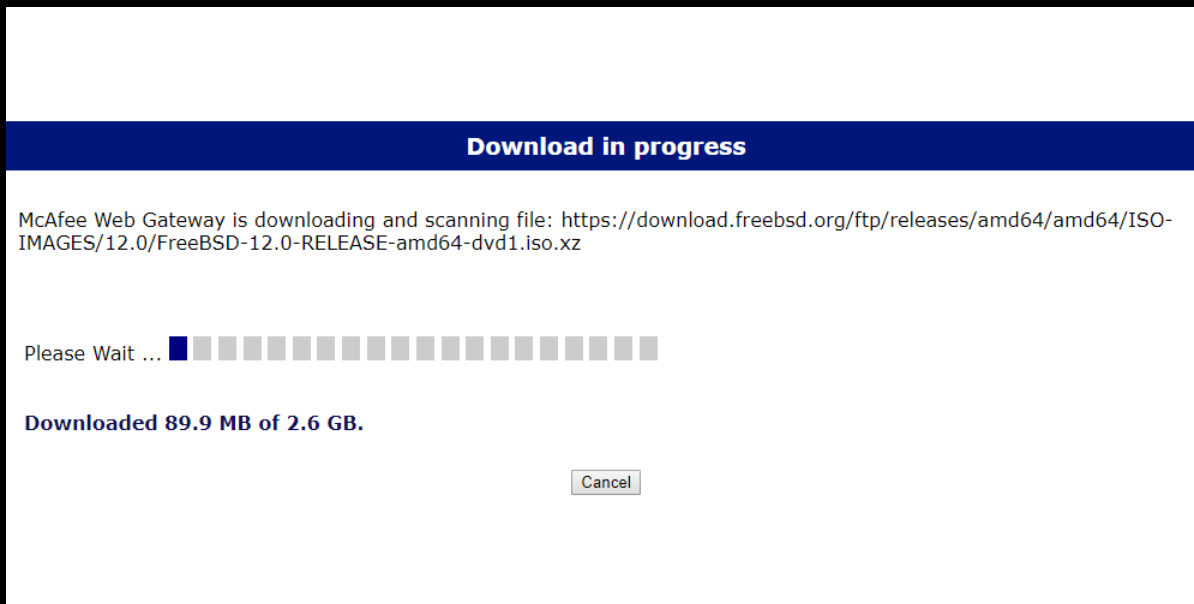 Download in progress
McAfee Web Gateway is downloading and scanning file: https://download.freebsd.org/ftp/releases/amd64/amd64/ISO-
IMAGES/12.0/FreeBSD-12.0-RELEASE-amd64-dvd1.iso.xz
Please Wait ...
Downloaded 89.9 MB of 2.6 GB.
Cancel